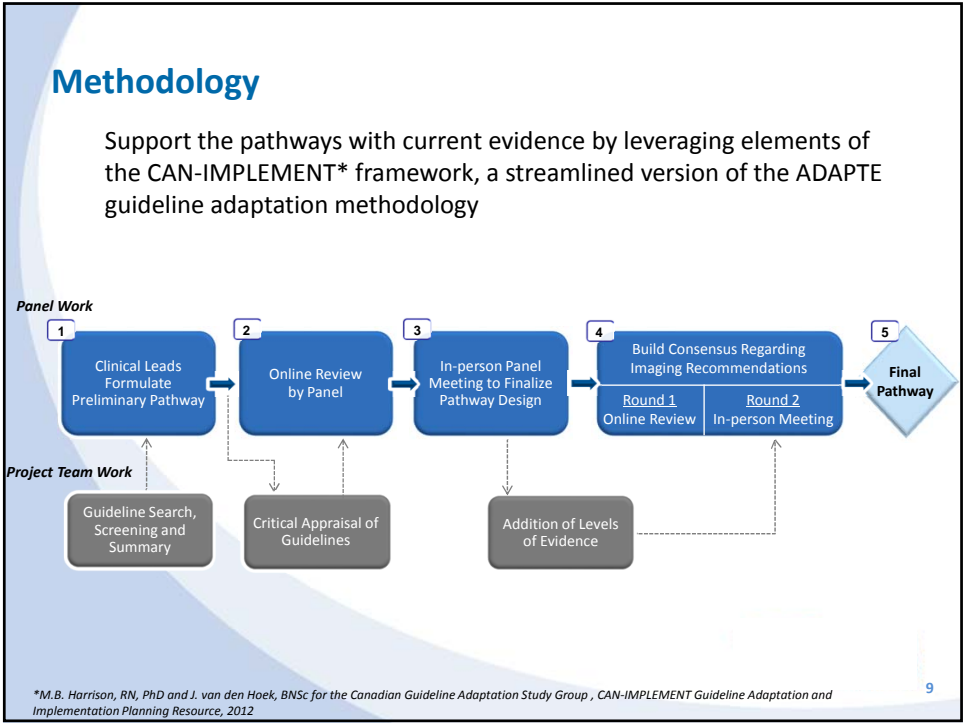 Methodology
Support the pathways with current evidence by leveraging elements of
the CAN-IMPLEMENT* framework, a streamlined version of the ADAPTE
guideline adaptation methodology
Panel Work
1
Clinical Leads
Formulate
Preliminary Pathway
2
Online Review
by Panel
3
In-person Panel
Meeting to Finalize
Pathway Design
4
Build Consensus Regarding
Imaging Recommendations
Round 1
Online Review
Round 2
In-person Meeting
5
Final
Pathway
Project Team Work
Guideline Search,
Screening and
Summary
Critical Appraisal of
Guidelines
Addition of Levels
of Evidence
*M.B. Harrison, RN, PhD and J. van den Hoek, BNSc for the Canadian Guideline Adaptation Study Group , CAN-IMPLEMENT Guideline Adaptation and
Implementation Planning Resource, 2012
9